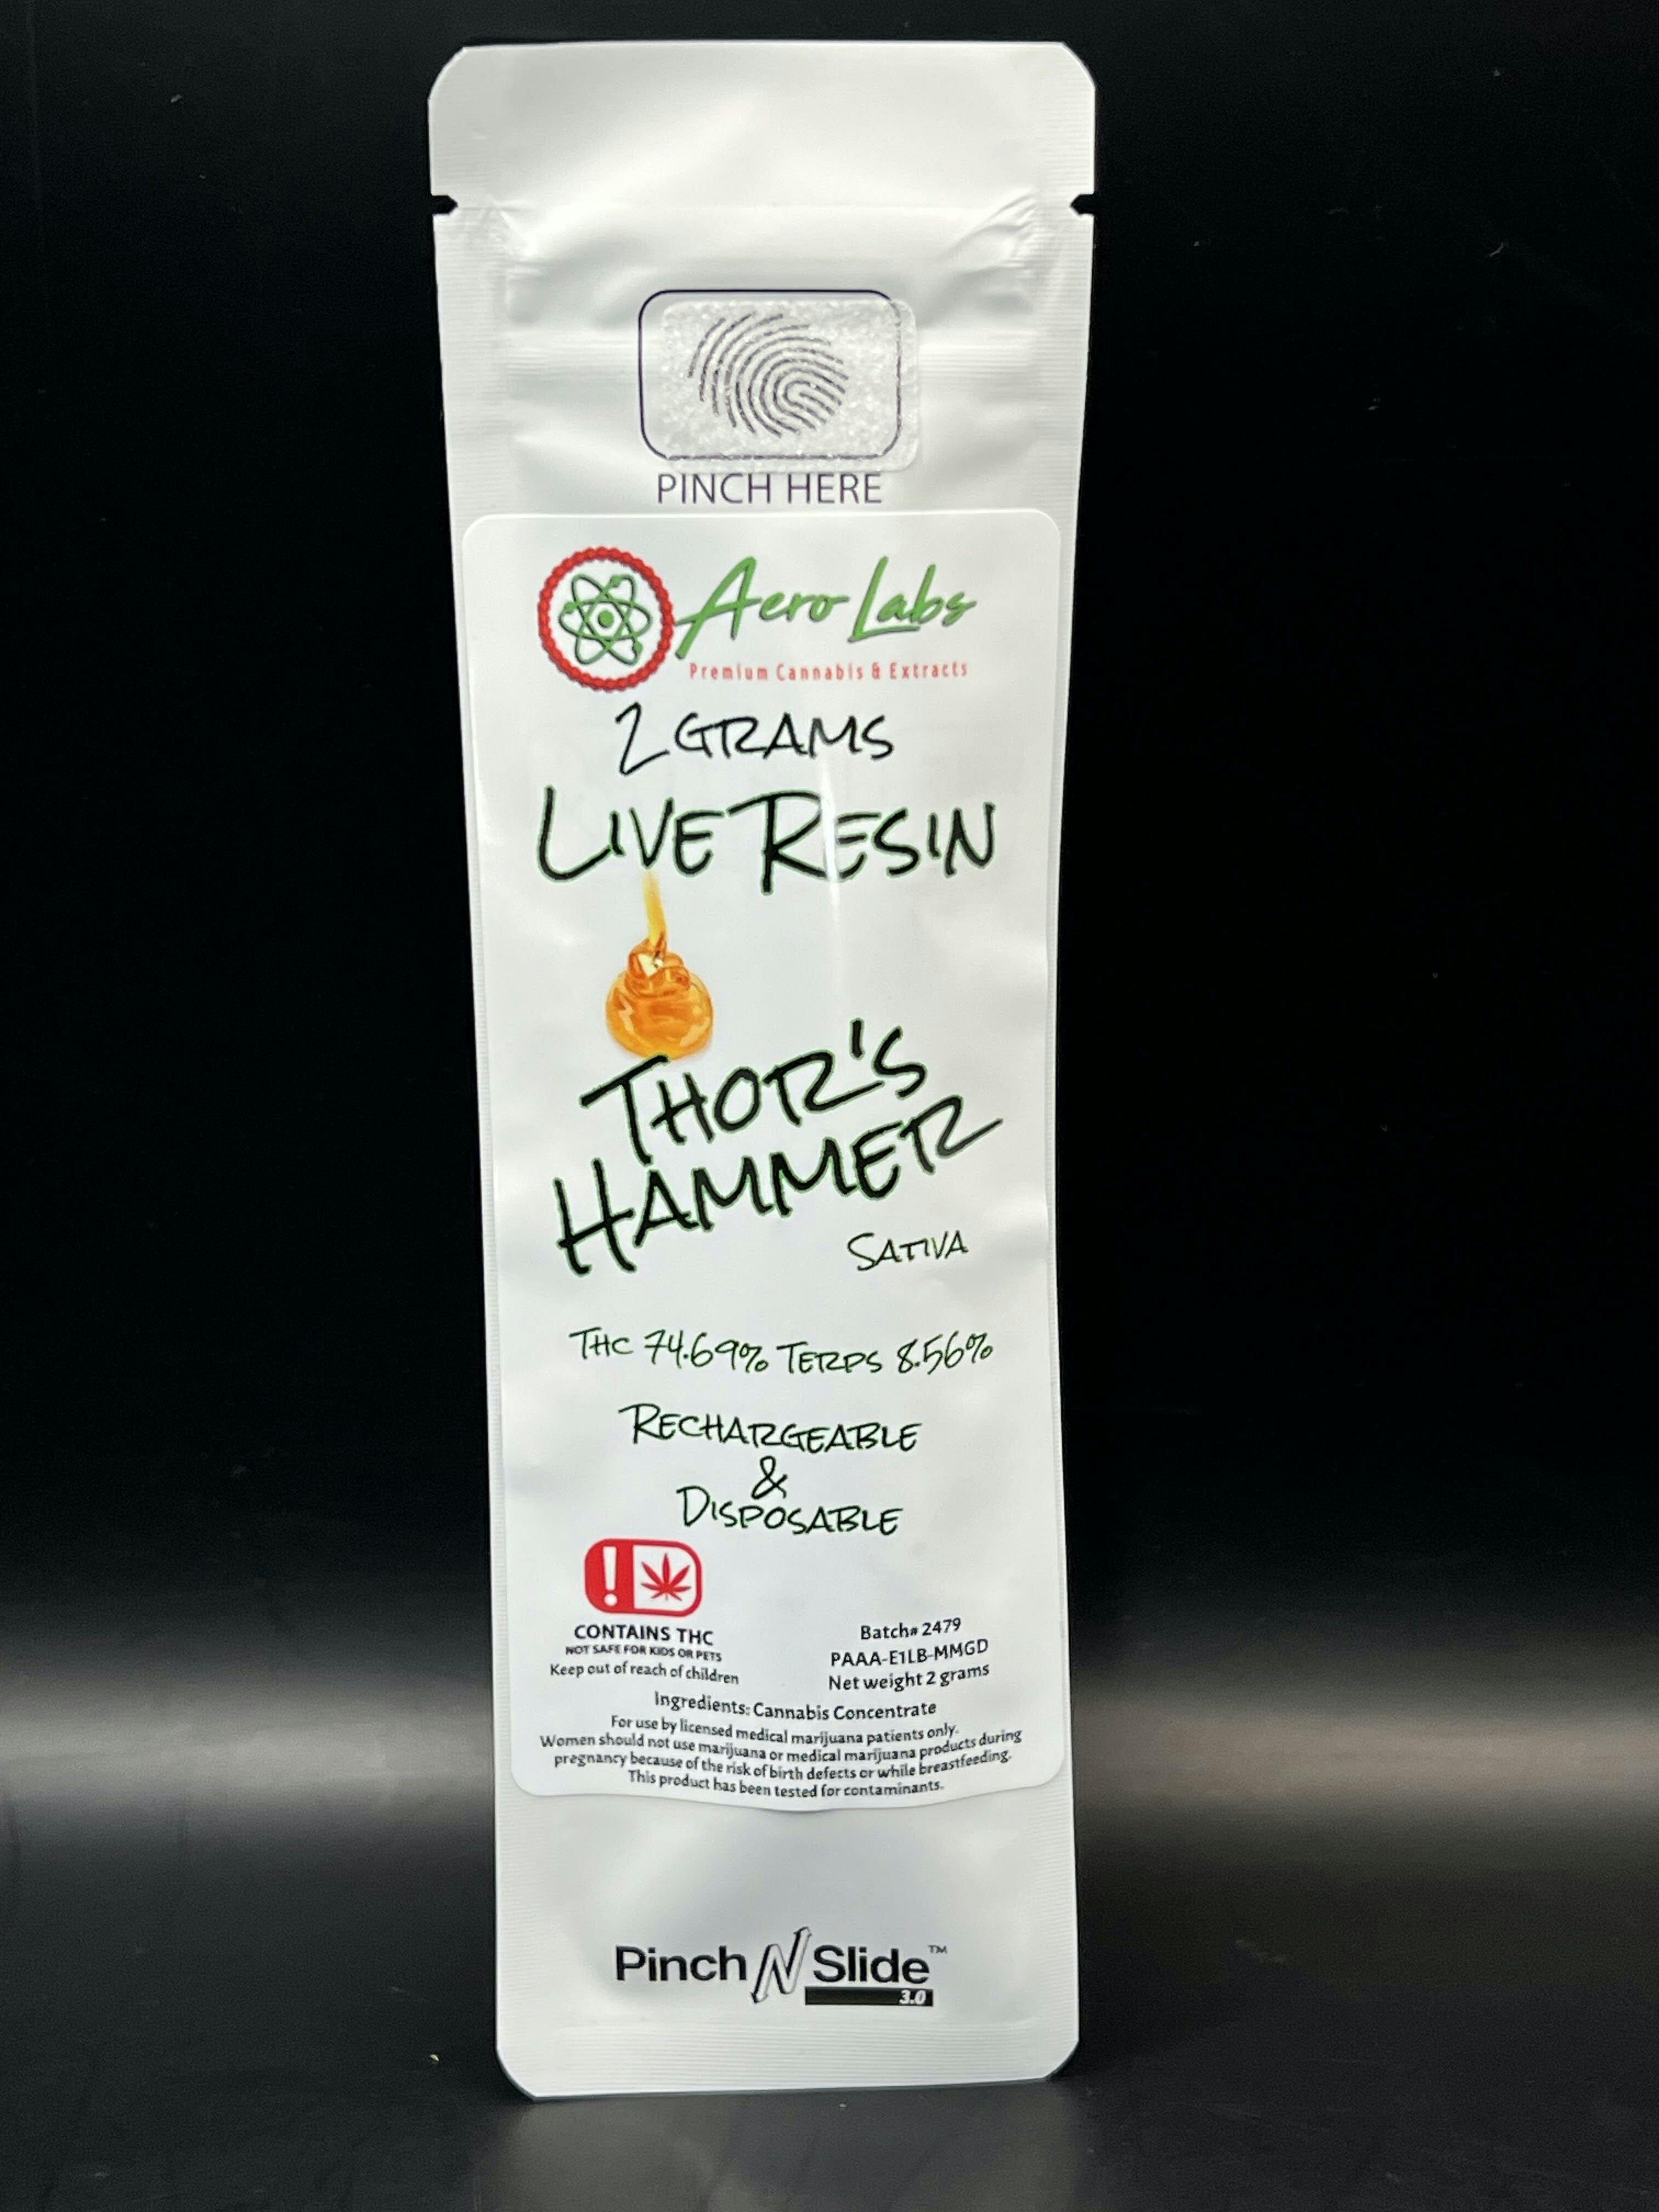 PINCH HERE
Aero Labs
Premium Cannabis & Extracts
2 GRAMS
LIVE RESIN
THOR'S
HAMMER
SATIVA
THC 74.69% TERPS 8.56%
RECHARGEABLE
&
DISPOSABLE
!
CONTAINS THC
NOT SAFE FOR KIDS OR PETS
Keep out of reach of children
Batch# 2479
PAAA-E1LB-MMGD
Net weight 2 grams
Ingredients: Cannabis Concentrate
For use by licensed medical marijuana patients only.
Women should not use marijuana or medical marijuana products during
pregnancy because of the risk of birth defects or while breastfeeding.
This product has been tested for contaminants.
Pinch N Slide™
3.0